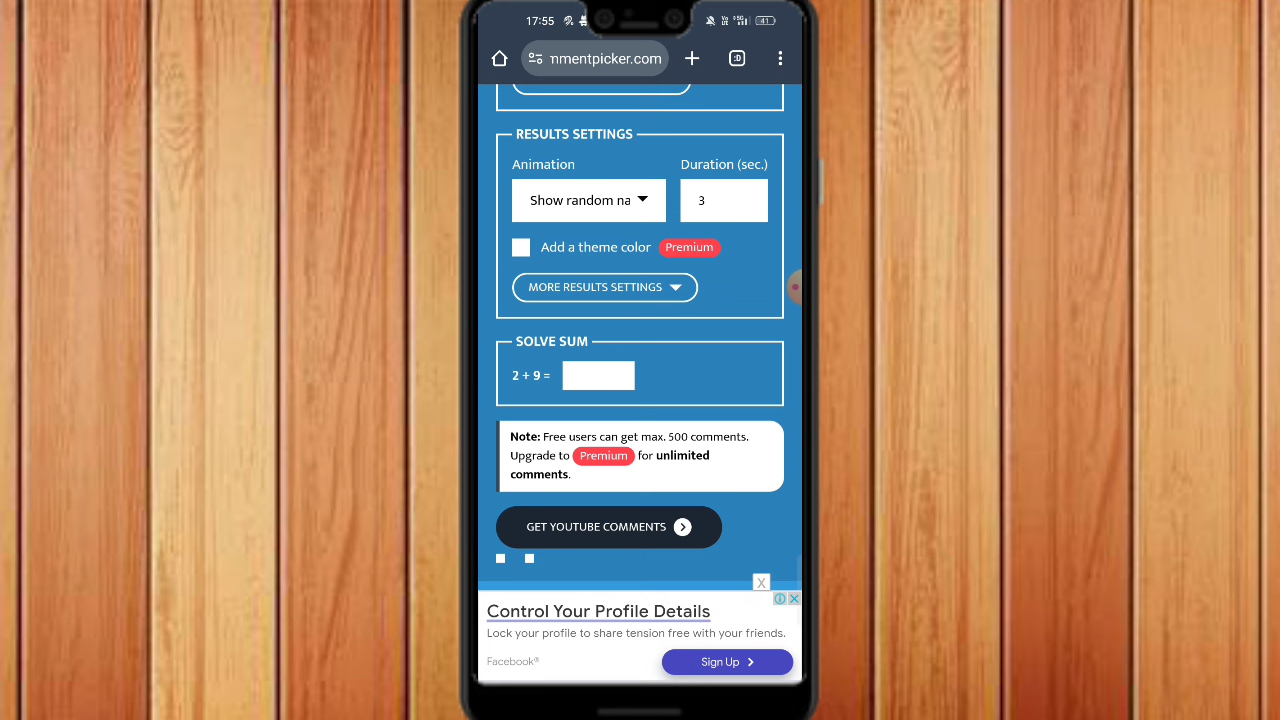 17:55
41
nmentpicker.com
:D
RESULTS SETTINGS
Animation Duration (sec.)
Show random na 3
Add a theme color Premium
MORE RESULTS SETTINGS
SOLVE SUM
2 + 9 =
Note: Free users can get max. 500 comments.
Upgrade to Premium for unlimited
comments.
GET YOUTUBE COMMENTS
X
Control Your Profile Details
Lock your profile to share tension free with your friends.
Facebook®
Sign Up